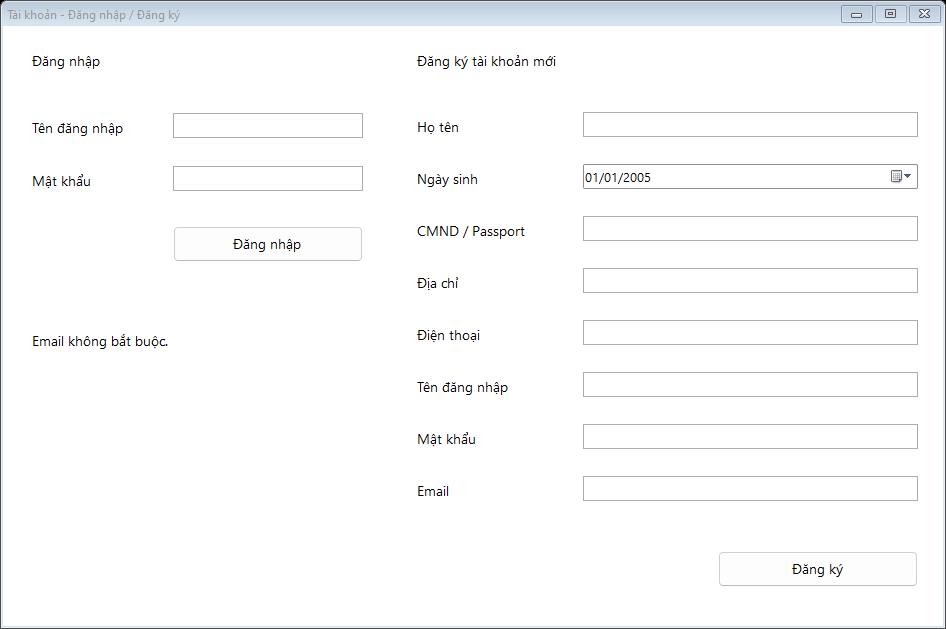 Tài khoản - Đăng nhập / Đăng ký
Đăng nhập
Tên đăng nhập
Mật khẩu
Đăng nhập
Email không bắt buộc.
Đăng ký tài khoản mới
Họ tên
Ngày sinh
01/01/2005
CMND / Passport
Địa chỉ
Điện thoại
Tên đăng nhập
Mật khẩu
Email
Đăng ký